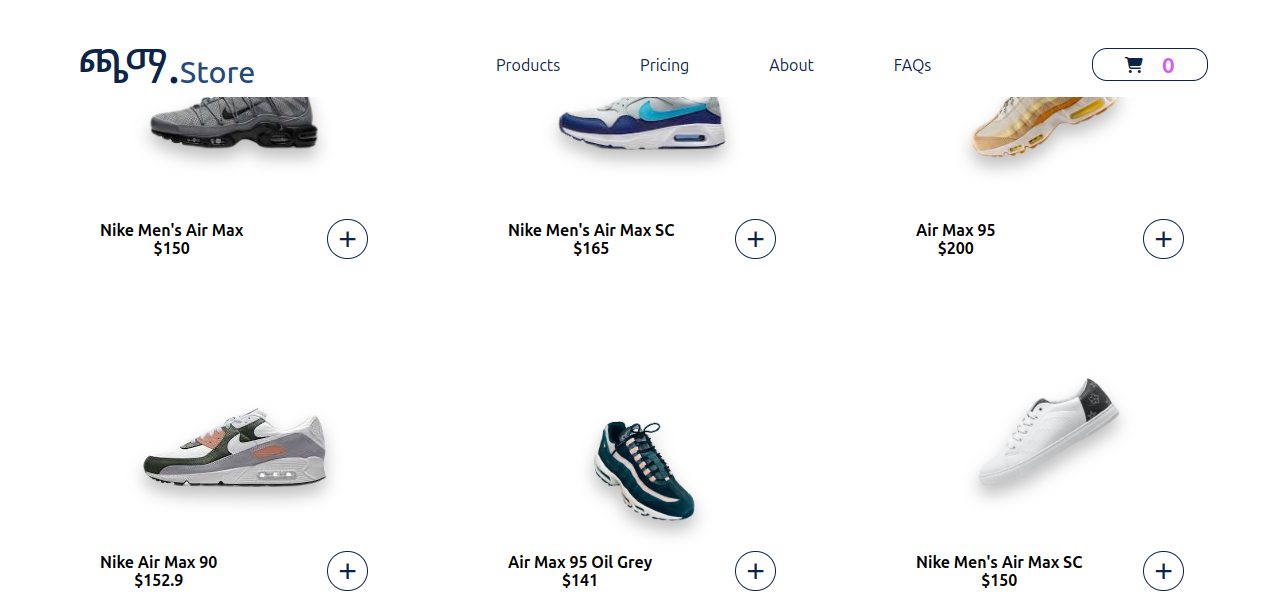 ጫማ.Store
Products
Pricing
About
FAQs
0
Nike Men's Air Max
$150
Nike Men's Air Max SC
$165
Air Max 95
$200
Nike Air Max 90
$152.9
Air Max 95 Oil Grey
$141
Nike Men's Air Max SC
$150